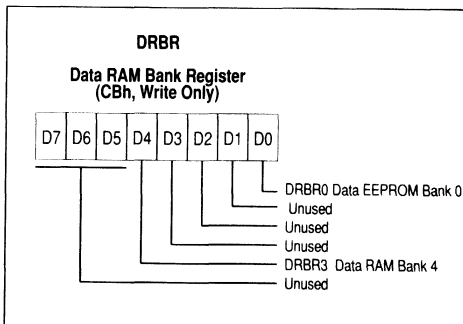 DRBR
Data RAM Bank Register
(CBh, Write Only)
D7 D6 D5 D4 D3 D2 D1 D0
DRBR0 Data EEPROM Bank 0
Unused
Unused
Unused
DRBR3 Data RAM Bank 4
Unused